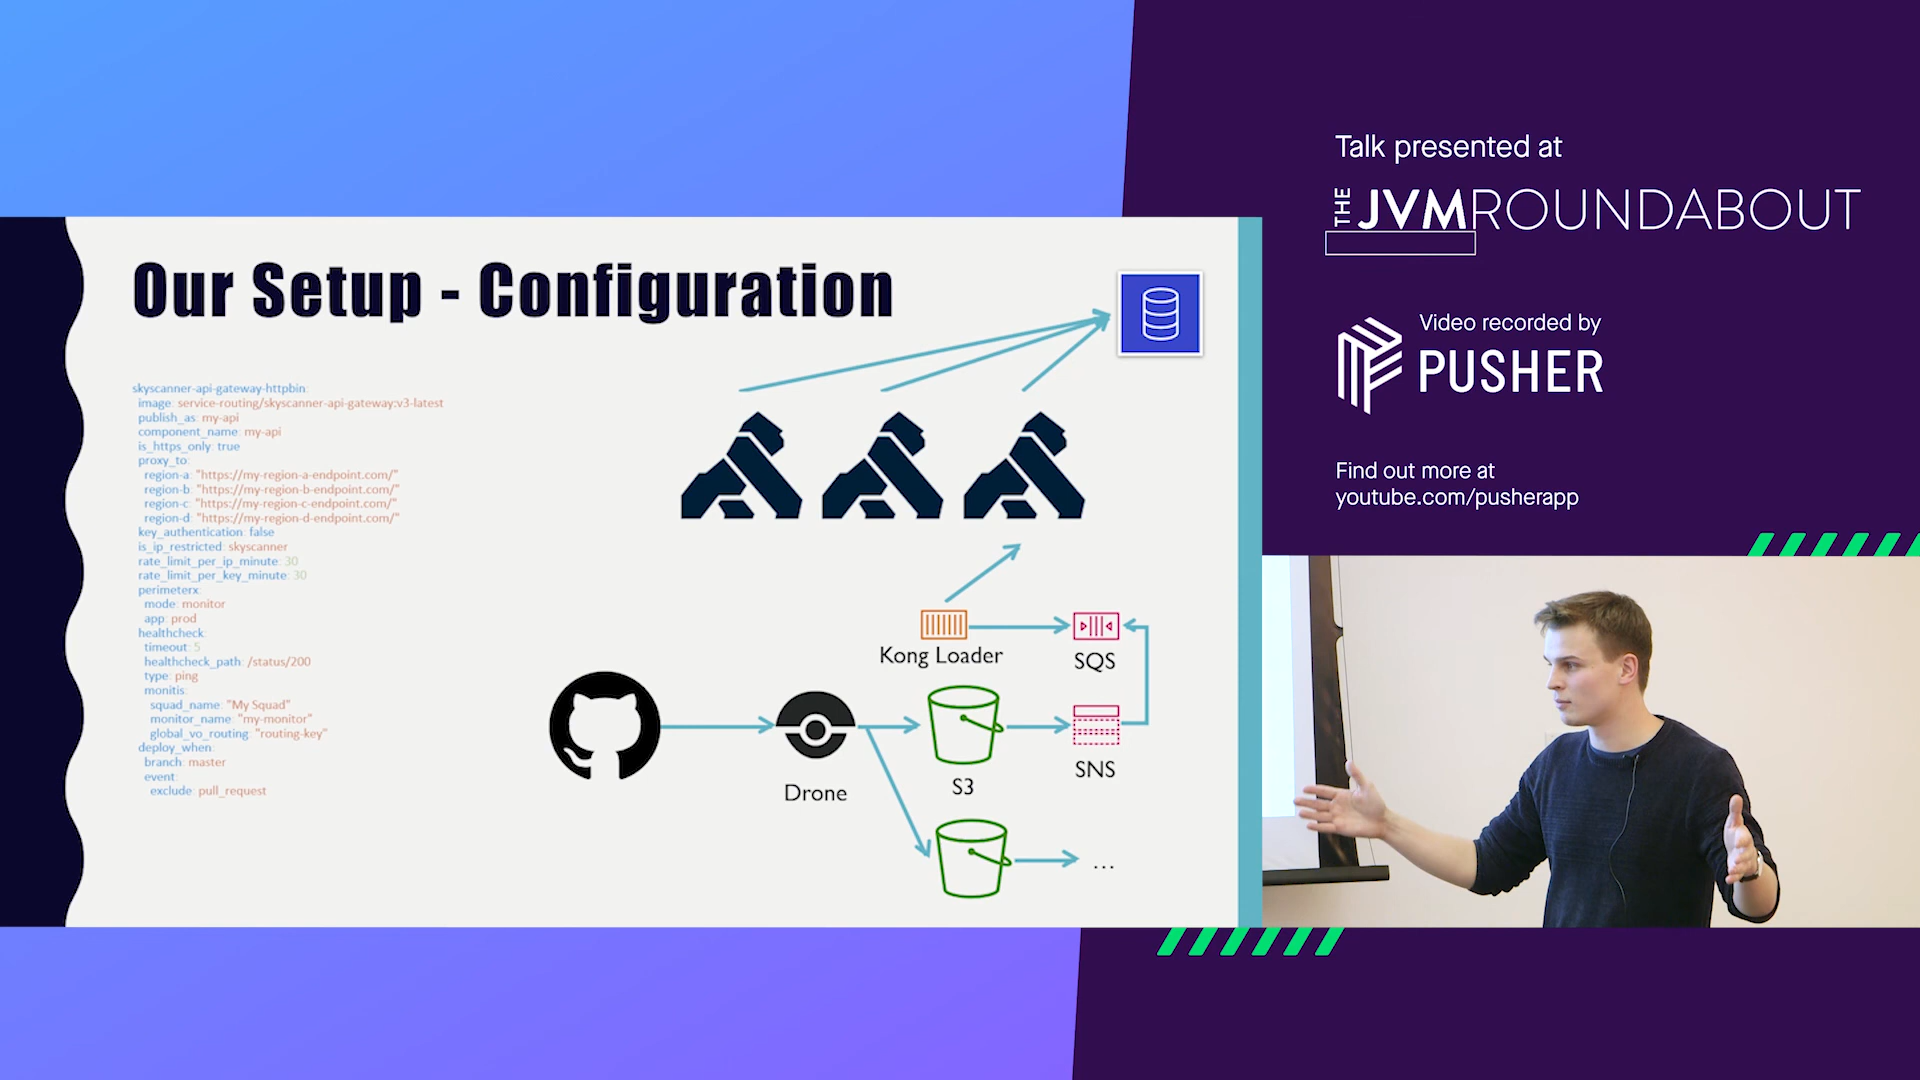 Our Setup - Configuration
skyscanner-api-gateway-httpbin:
image: service-routing/skyscanner-api-gateway:v3-latest
publish_as: my-api
component_name: my-api
is_https_only: true
proxy_to:
region-a: "https://my-region-a-endpoint.com/"
region-b: "https://my-region-b-endpoint.com/"
region-c: "https://my-region-c-endpoint.com/"
region-d: "https://my-region-d-endpoint.com/"
key_authentication: false
is_ip_restricted: skyscanner
rate_limit_per_ip_minute: 30
rate_limit_per_key_minute: 30
perimeterx:
mode: monitor
app: prod
healthcheck:
timeout: 5
healthcheck_path: /status/200
type: ping
monitis:
squad_name: "My Squad"
monitor_name: "my-monitor"
global_vo_routing: "routing-key"
deploy_when:
branch: master
event:
exclude: pull_request
Kong Loader
SQS
Drone
S3
SNS
...
Talk presented at
THE JVMROUNDABOUT
Video recorded by
PUSHER
Find out more at
youtube.com/pusherapp